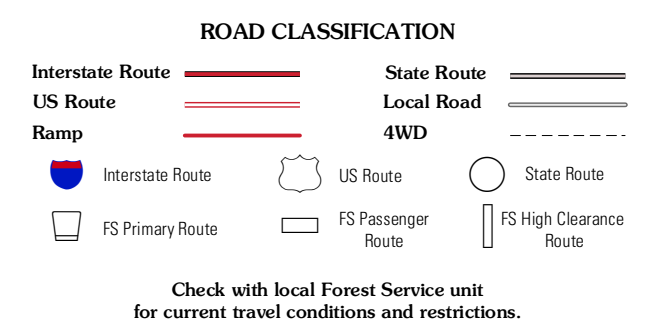 ROAD CLASSIFICATION
Interstate Route
State Route
US Route
Local Road
Ramp
4WD
Interstate Route
US Route
State Route
FS Primary Route
FS Passenger
Route
FS High Clearance
Route
Check with local Forest Service unit
for current travel conditions and restrictions.